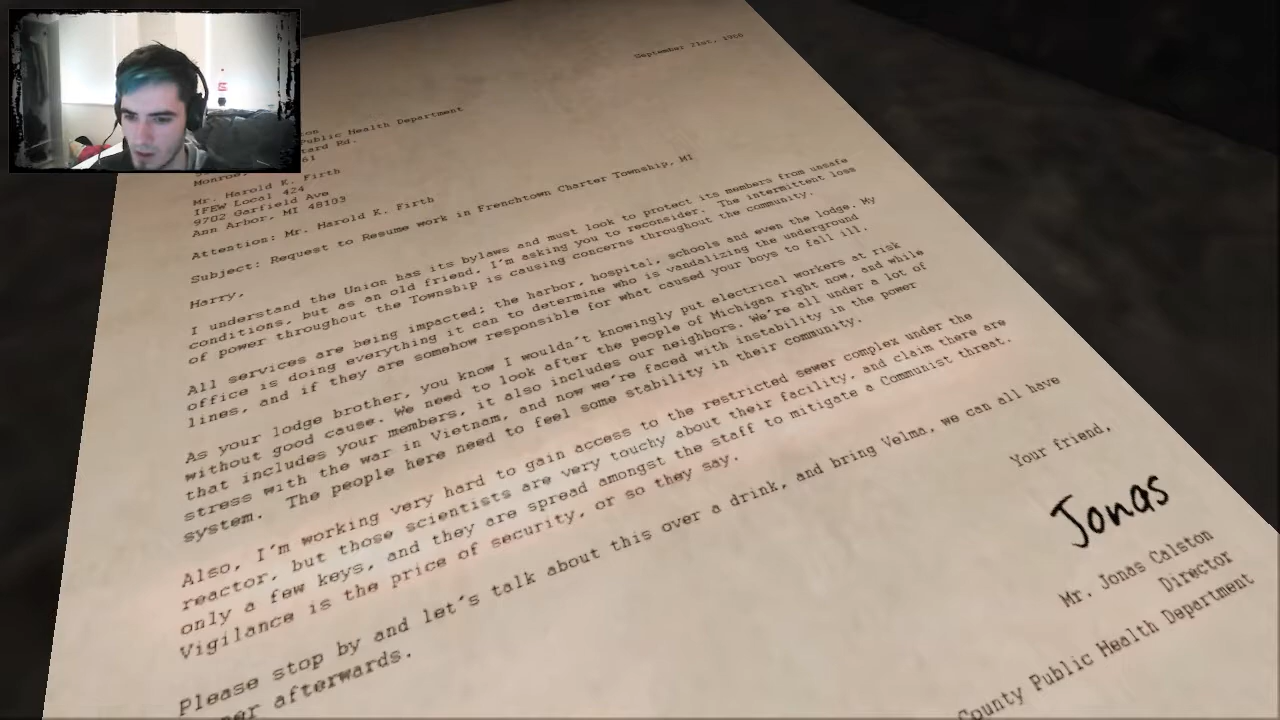 September 21st, 1966
Public Health Department
Rd.
61
Monroe,
Mr. Harold K. Firth
IFEW Local 424
9702 Garfield Ave
Ann Arbor, MI 48103
Attention: Mr. Harold K. Firth
Subject: Request to Resume work in Frenchtown Charter Township, MI
Harry,
I understand the Union has its bylaws and must look to protect its members from unsafe
conditions, but as an old friend, I'm asking you to reconsider. The intermittent loss
of power throughout the Township is causing concerns throughout the community.
All services are being impacted; the harbor, hospital, schools and even the lodge. My
office is doing everything it can to determine who is vandalizing the underground
lines, and if they are somehow responsible for what caused your boys to fall ill.
As your lodge brother, you know I wouldn't knowingly put electrical workers at risk
without good cause. We need to look after the people of Michigan right now, and while
that includes your members, it also includes our neighbors. We're all under a lot of
stress with the war in Vietnam, and now we're faced with instability in the power
system. The people here need to feel some stability in their community.
Also, I'm working very hard to gain access to the restricted sewer complex under the
reactor, but those scientists are very touchy about their facility, and claim there are
only a few keys, and they are spread amongst the staff to mitigate a Communist threat.
Vigilance is the price of security, or so they say.
Please stop by and let's talk about this over a drink, and bring Velma, we can all have
afterwards.
Your friend,
Jonas
Mr. Jonas Calston
Director
County Public Health Department